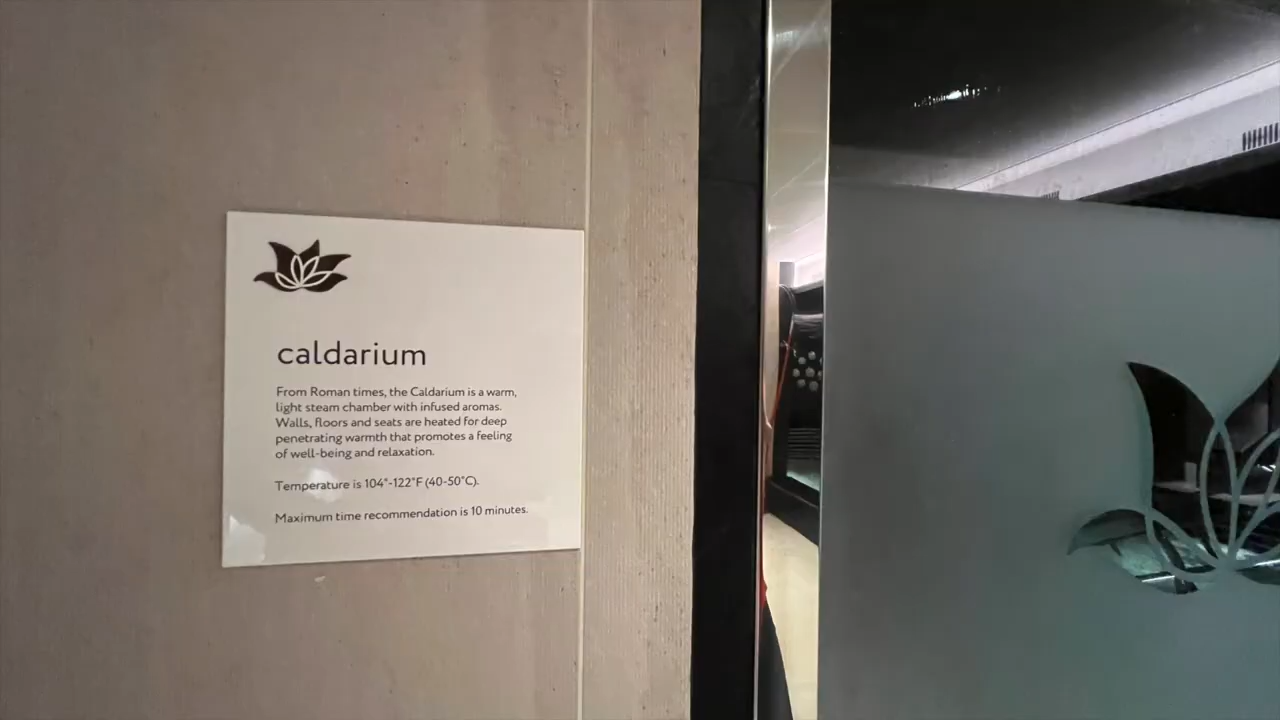 caldarium
From Roman times, the Caldarium is a warm,
light steam chamber with infused aromas.
Walls, floors and seats are heated for deep
penetrating warmth that promotes a feeling
of well-being and relaxation.
Temperature is 104°-122°F (40-50°C).
Maximum time recommendation is 10 minutes.